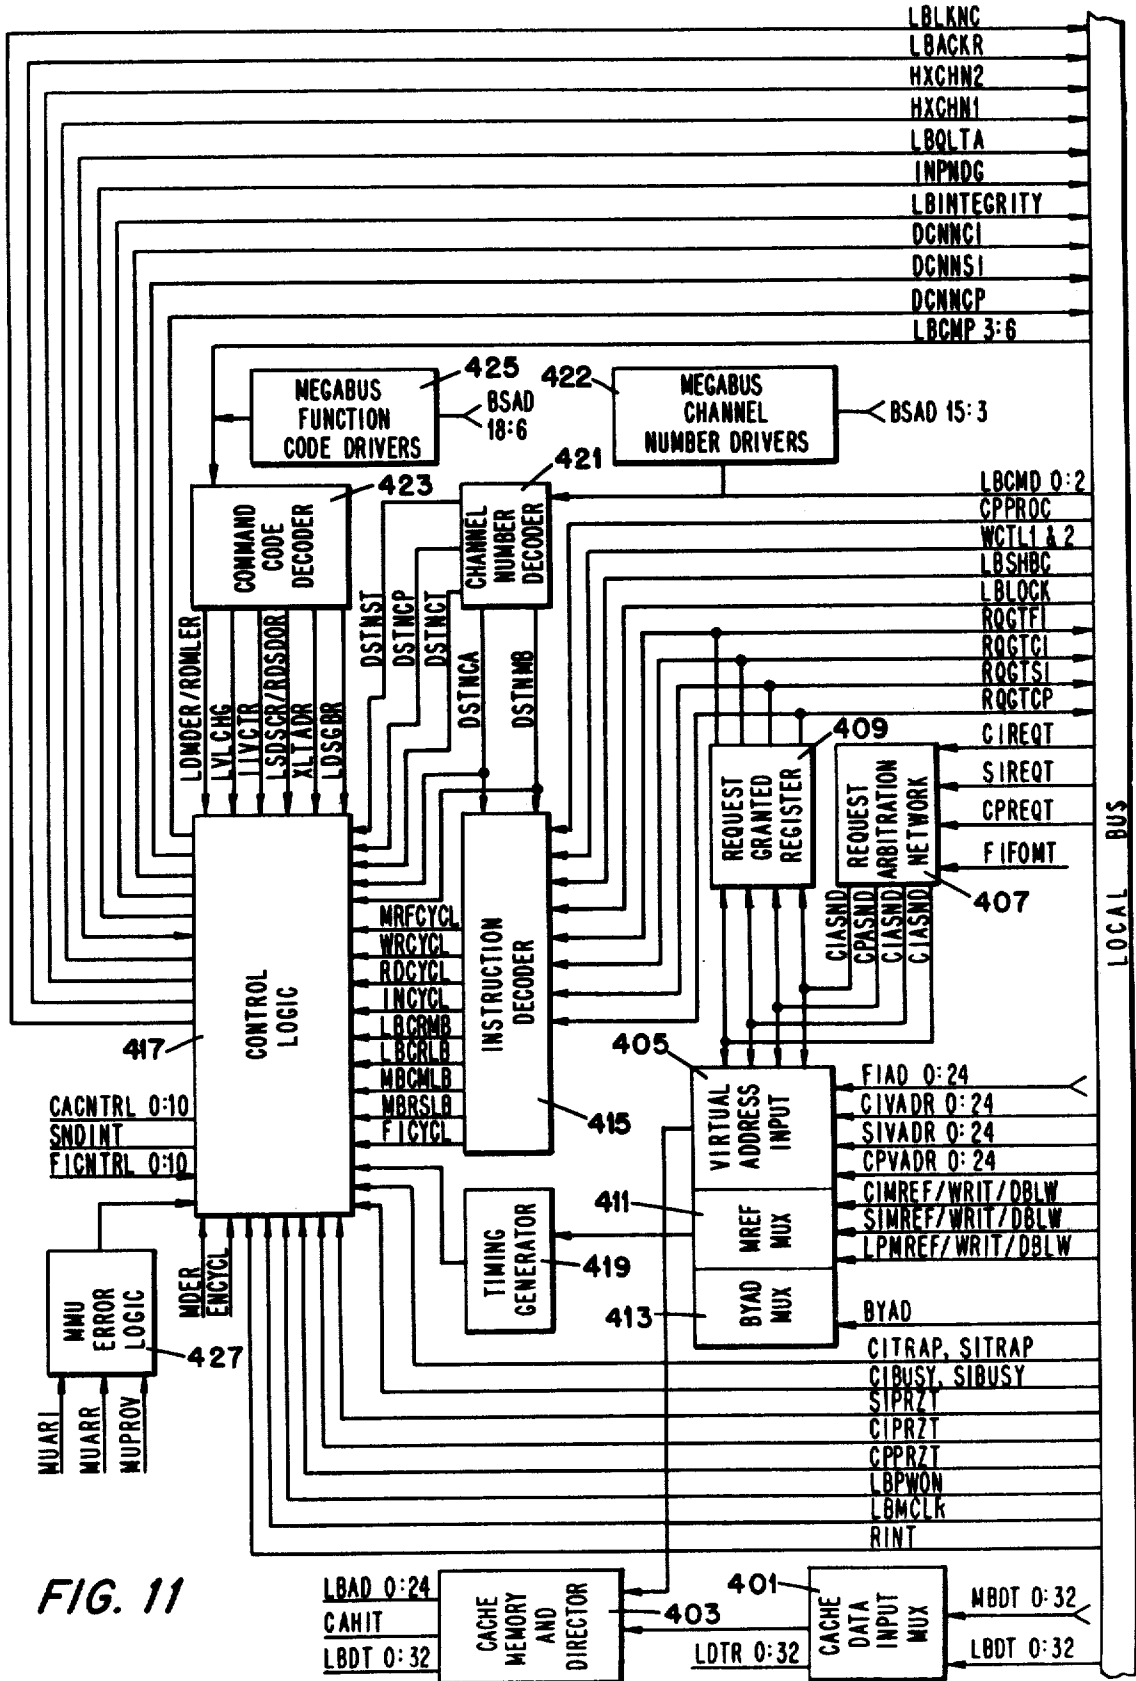 LBLKNC
LBACKR
HXCHN2
HXCHN1
LBQLTA
INPNDG
LBINTEGRITY
DCNNCI
DCNNSI
DCNNCP
LBCMP 3:6
425
MEGABUS
FUNCTION
CODE DRIVERS
BSAD
18:6
422
MEGABUS
CHANNEL
NUMBER DRIVERS
BSAD 15:3
423
COMMAND
CODE
DECODER
421
CHANNEL
NUMBER
DECODER
LBCMD 0:2
CPPROC
WCTL1 & 2
LBSHBC
LBLOCK
RQGTFI
RQGTCI
RQGTSI
RQGTCP
DSTNST
DSTNCP
DSTNCT
DSTNCA
DSTNMB
LDMDER/RDMLER
LVLCHG
IIVCTR
LSDSCR/RDSDOR
XLTADR
LDSGBR
409
REQUEST
GRANTED
REGISTER
REQUEST
ARBITRATION
NETWORK
407
CIREQT
SIREQT
CPREQT
FIFOMT
LOCAL BUS
CIASND
CPASND
CIASND
CIASND
417
CONTROL
LOGIC
MRFCYCL
WRCYCL
RDCYCL
INCYCL
LBCRMB
LBCRLB
MBCMLB
MBRSLB
FICYCL
INSTRUCTION
DECODER
415
405
VIRTUAL
ADDRESS
INPUT
411
MREF
MUX
413
BYAD
MUX
FIAD 0:24
CIVADR 0:24
SIVADR 0:24
CPVADR 0:24
CIMREF/WRIT/DBLW
SIMREF/WRIT/DBLW
LPMREF/WRIT/DBLW
BYAD
CACNTRL 0:10
SNDINT
FICNTRL 0:10
TIMING
GENERATOR
419
MDER
ENCYCL
MMU
ERROR
LOGIC
427
MUARI
MUARR
MUPROV
CITRAP, SITRAP
CIBUSY, SIBUSY
SIPRZT
CIPRZT
CPPRZT
LBPWON
LBMCLR
RINT
FIG. 11
LBAD 0:24
CAHIT
LBDT 0:32
CACHE
MEMORY
AND
DIRECTOR
403
401
CACHE
DATA
INPUT
MUX
LDTR 0:32
MBDT 0:32
LBDT 0:32